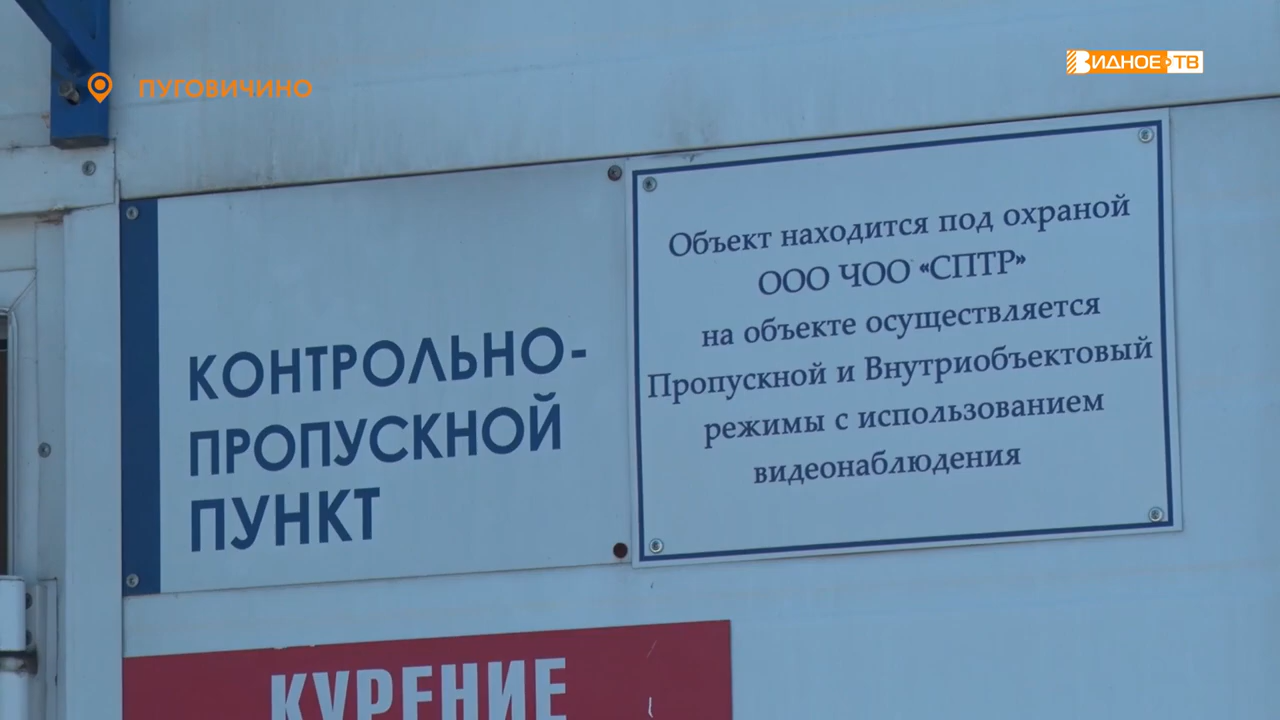 ПУГОВИЧИНО
ВИДНОЕ ТВ
КОНТРОЛЬНО-
ПРОПУСКНОЙ
ПУНКТ
Объект находится под охраной
ООО ЧОО «СПТР»
на объекте осуществляется
Пропускной и Внутриобъектовый
режимы с использованием
видеонаблюдения
КУРЕНИЕ